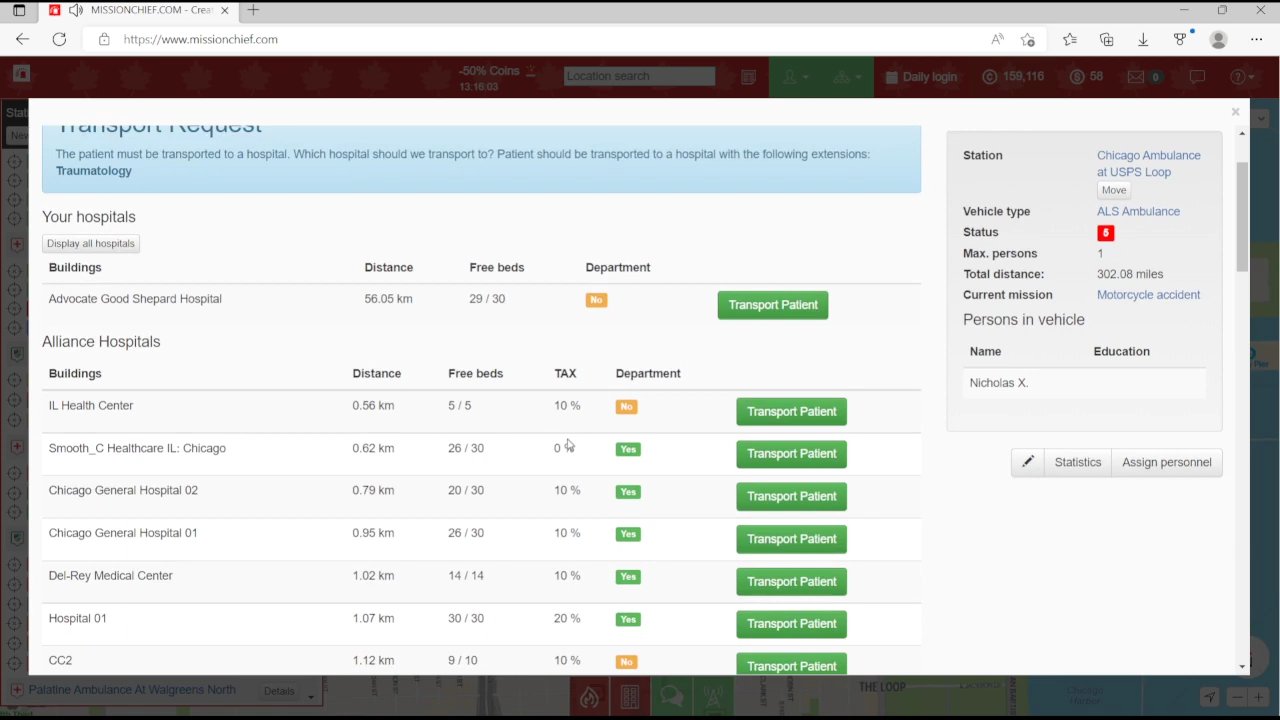 MISSIONCHIEF.COM - Crea
https://www.missionchief.com
-50% Coins
13:16:03
Location search
Daily login
159,116
58
0
Stati
New
Transport Request
The patient must be transported to a hospital. Which hospital should we transport to? Patient should be transported to a hospital with the following extensions:
Traumatology
Your hospitals
Display all hospitals
Buildings Distance Free beds Department
Advocate Good Shepard Hospital 56.05 km 29 / 30 No Transport Patient
Alliance Hospitals
Buildings Distance Free beds TAX Department
IL Health Center 0.56 km 5 / 5 10 % No Transport Patient
Smooth_C Healthcare IL: Chicago 0.62 km 26 / 30 0 Yes Transport Patient
Chicago General Hospital 02 0.79 km 20 / 30 10 % Yes Transport Patient
Chicago General Hospital 01 0.95 km 26 / 30 10 % Yes Transport Patient
Del-Rey Medical Center 1.02 km 14 / 14 10 % Yes Transport Patient
Hospital 01 1.07 km 30 / 30 20 % Yes Transport Patient
CC2 1.12 km 9 / 10 10 % No Transport Patient
Station Chicago Ambulance
at USPS Loop
Move
Vehicle type ALS Ambulance
Status 5
Max. persons 1
Total distance: 302.08 miles
Current mission Motorcycle accident
Persons in vehicle
Name Education
Nicholas X.
Statistics Assign personnel
Pier
Palatine Ambulance At Walgreens North Details
THE LOOP
Chicago
Harbor